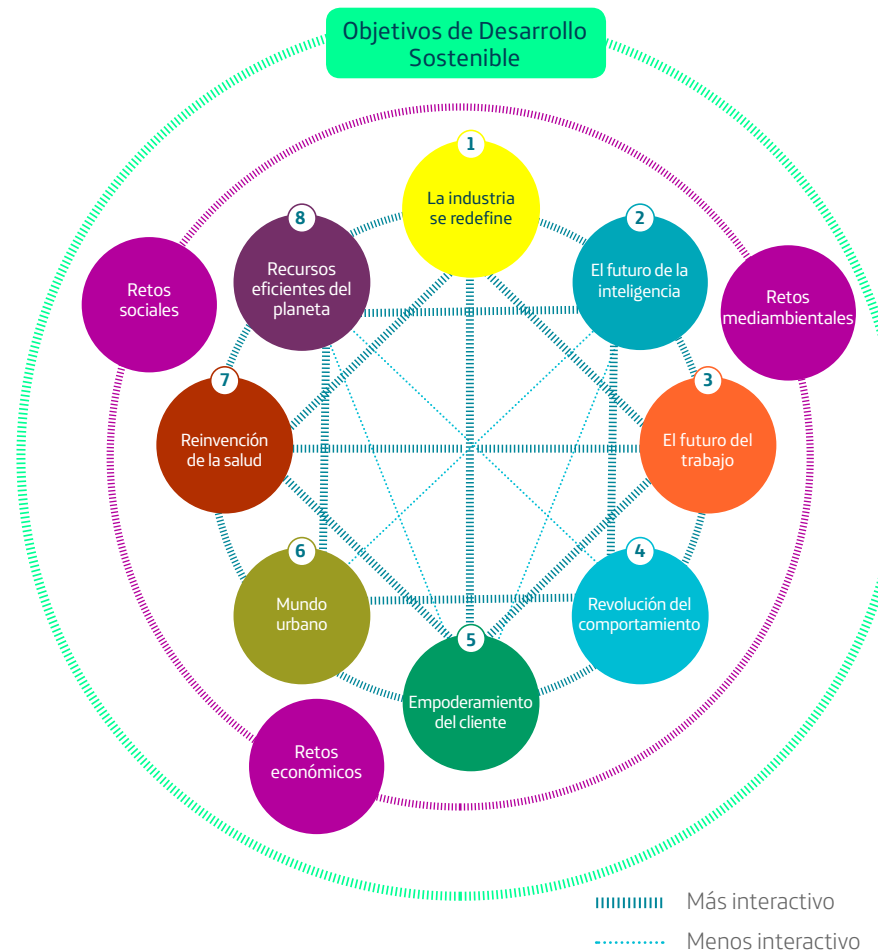 Objetivos de Desarrollo
Sostenible
1
La industria
se redefine
2
El futuro de la
inteligencia
8
Recursos
eficientes del
planeta
Retos
sociales
Retos
mediambientales
3
El futuro del
trabajo
7
Reinvención
de la salud
4
Revolución del
comportamiento
6
Mundo
urbano
5
Empoderamiento
del cliente
Retos
económicos
Más interactivo
Menos interactivo